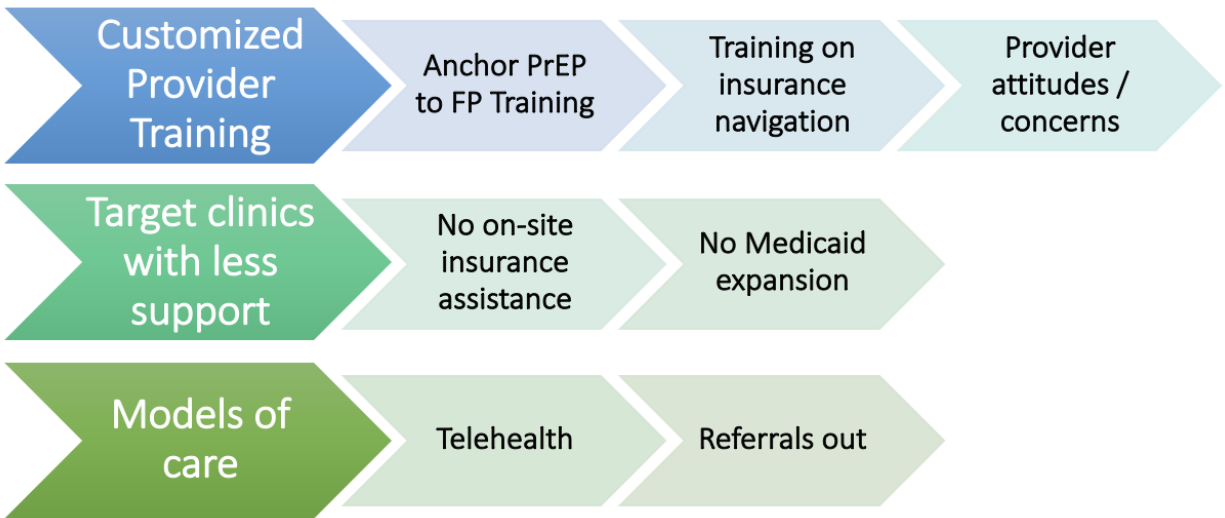 Customized
Provider
Training
Anchor PrEP
to FP Training
Training on
insurance
navigation
Provider
attitudes /
concerns
Target clinics
with less
support
No on-site
insurance
assistance
No Medicaid
expansion
Models of
care
Telehealth
Referrals out